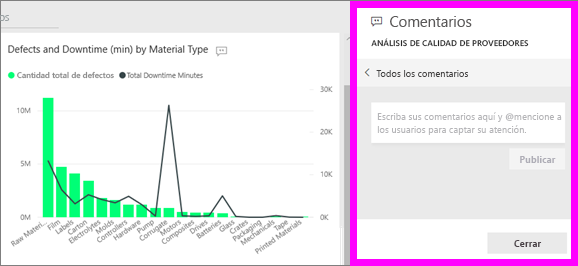 os
Defects and Downtime (min) by Material Type
Cantidad total de defectos Total Downtime Minutes
10M
5M
0M
30K
20K
10K
0K
Raw Materi...
Film
Labels
Carton
Electrolytes
Molds
Controllers
Hardware
Pump
Corrugate
Motors
Composites
Drives
Batteries
Glass
Crates
Packaging
Mechanicals
Tape
Printed Materials
Comentarios
ANÁLISIS DE CALIDAD DE PROVEEDORES
Todos los comentarios
Escriba sus comentarios aquí y @mencione a
los usuarios para captar su atención.
Publicar
Cerrar